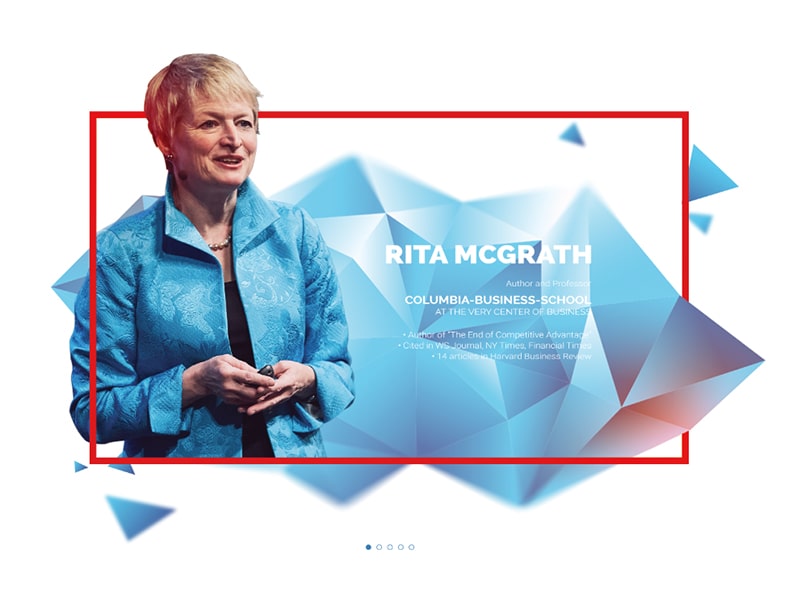 RITA MCGRATH
Author and Professor
COLUMBIA-BUSINESS-SCHOOL
AT THE VERY CENTER OF BUSINESS
• Author of "The End of Competitive Advantage"
• Cited in WS Journal, NY Times, Financial Times
• 14 articles in Harvard Business Review